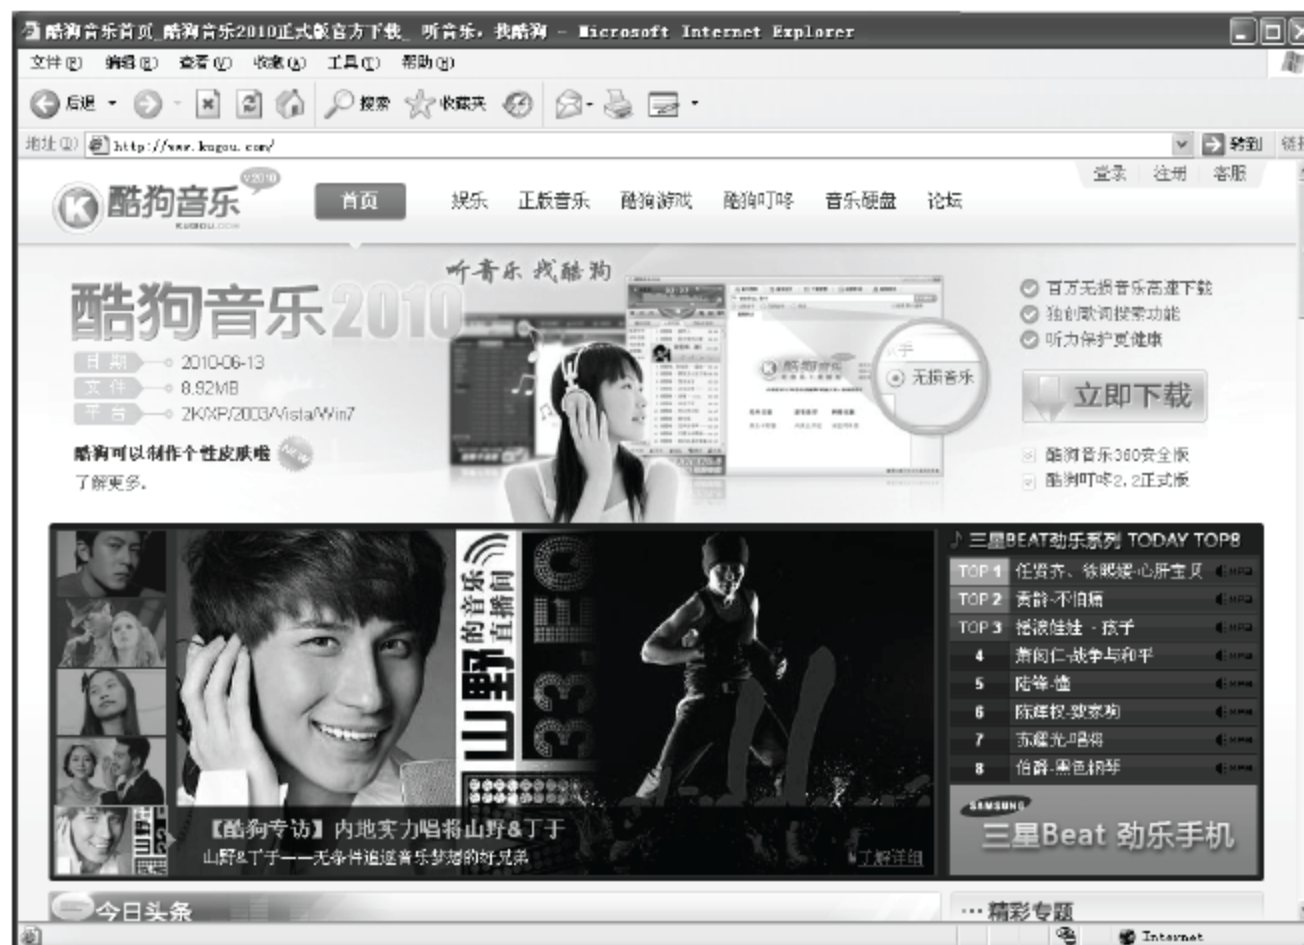 酷狗音乐首页_酷狗音乐2010正式版官方下载_ 听音乐，找酷狗 - Microsoft Internet Explorer
文件(F) 编辑(E) 查看(V) 收藏(A) 工具(T) 帮助(H)
后退 搜索 收藏夹
地址(D) http://www.kugou.com/ 转到
登录 注册 客服
酷狗音乐 V2010
KUGOU.COM
首页 娱乐 正版音乐 酷狗游戏 酷狗叮咚 音乐硬盘 论坛
听音乐 找酷狗
酷狗音乐2010
日期 2010-06-13
文件 8.92MB
平台 2K/XP/2003/Vista/Win7
酷狗可以制作个性皮肤啦 NEW
了解更多。
酷狗音乐
无损音乐
百万无损音乐高速下载
独创歌词搜索功能
听力保护更健康
立即下载
酷狗音乐360安全版
酷狗叮咚2.2正式版
山野的音乐直播间
【酷狗专访】内地实力唱将山野&丁于
山野&丁于——无条件追逐音乐梦想的好兄弟
了解详细
三星BEAT劲乐系列 TODAY TOP8
TOP 1 任贤齐、徐熙媛-心肝宝贝
TOP 2 黄龄-不怕痛
TOP 3 摇滚娃娃 - 孩子
4 萧闳仁-战争与和平
5 陆锋-懂
6 陈辉权-致家驹
7 苏耀光-唱将
8 伯爵-黑色钢琴
SAMSUNG
三星Beat 劲乐手机
今日头条
精彩专题
Internet